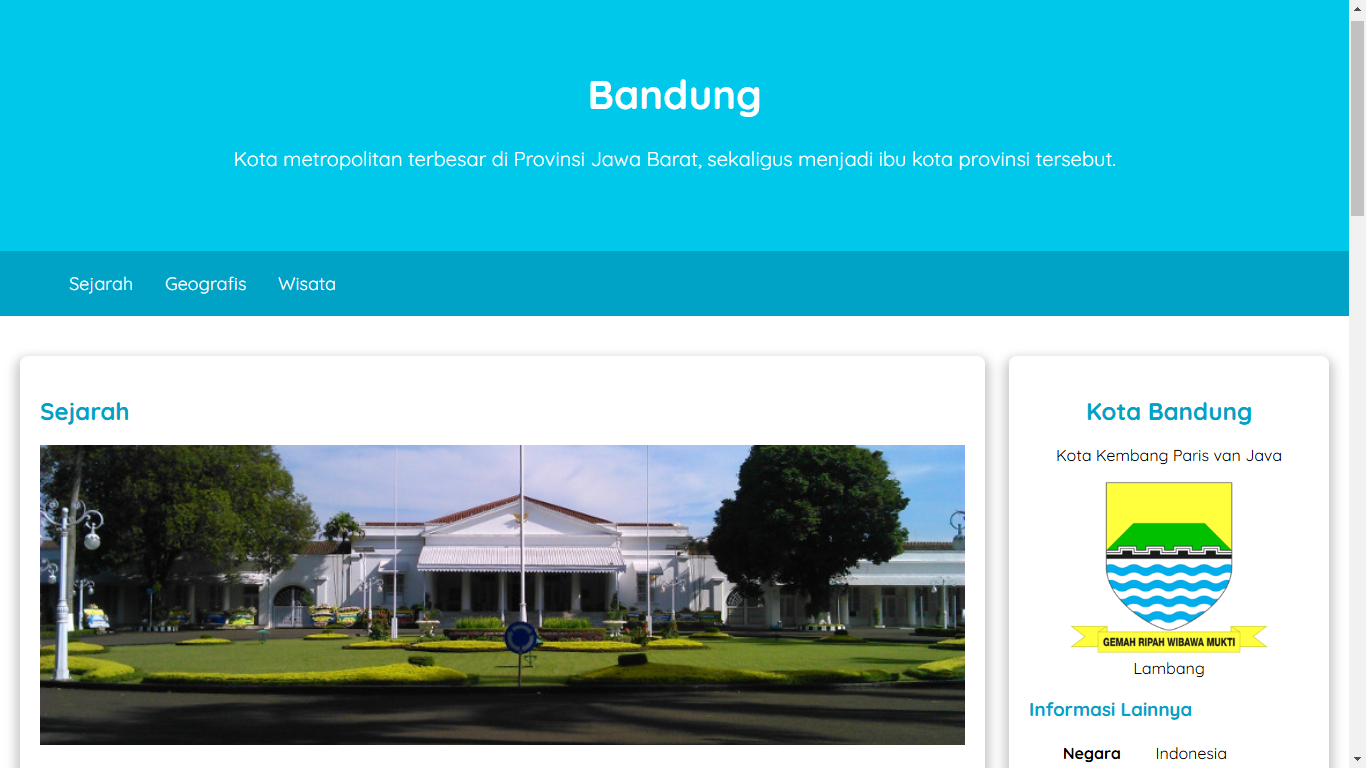 Bandung
Kota metropolitan terbesar di Provinsi Jawa Barat, sekaligus menjadi ibu kota provinsi tersebut.
Sejarah Geografis Wisata
Sejarah
Kota Bandung
Kota Kembang Paris van Java
GEMAH RIPAH WIBAWA MUKTI
Lambang
Informasi Lainnya
Negara Indonesia